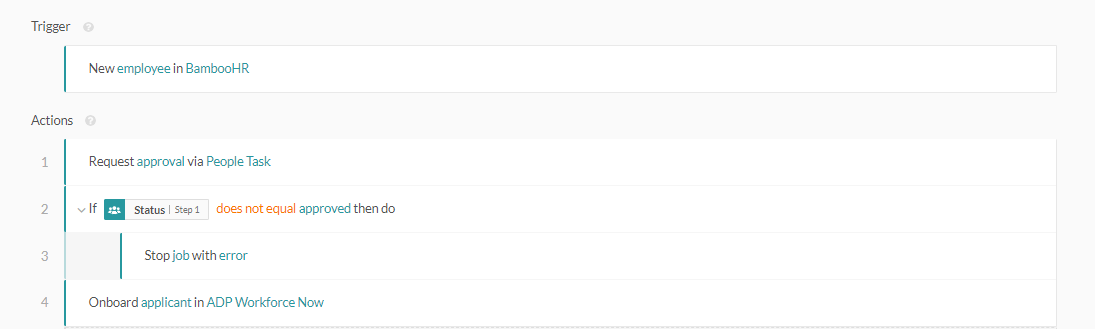 Trigger ?
New employee in BambooHR
Actions ?
1 Request approval via People Task
2 If Status | Step 1 does not equal approved then do
3 Stop job with error
4 Onboard applicant in ADP Workforce Now